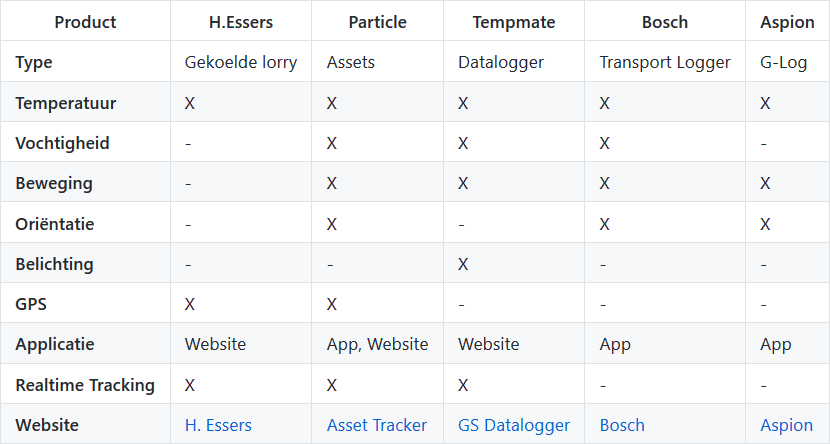 Product H.Essers Particle Tempmate Bosch Aspion
Type Gekoelde lorry Assets Datalogger Transport Logger G-Log
Temperatuur X X X X X
Vochtigheid - X X X -
Beweging - X X X X
Oriëntatie - X - X X
Belichting - - X - -
GPS X X - - -
Applicatie Website App, Website Website App App
Realtime Tracking X X X - -
Website H. Essers Asset Tracker GS Datalogger Bosch Aspion